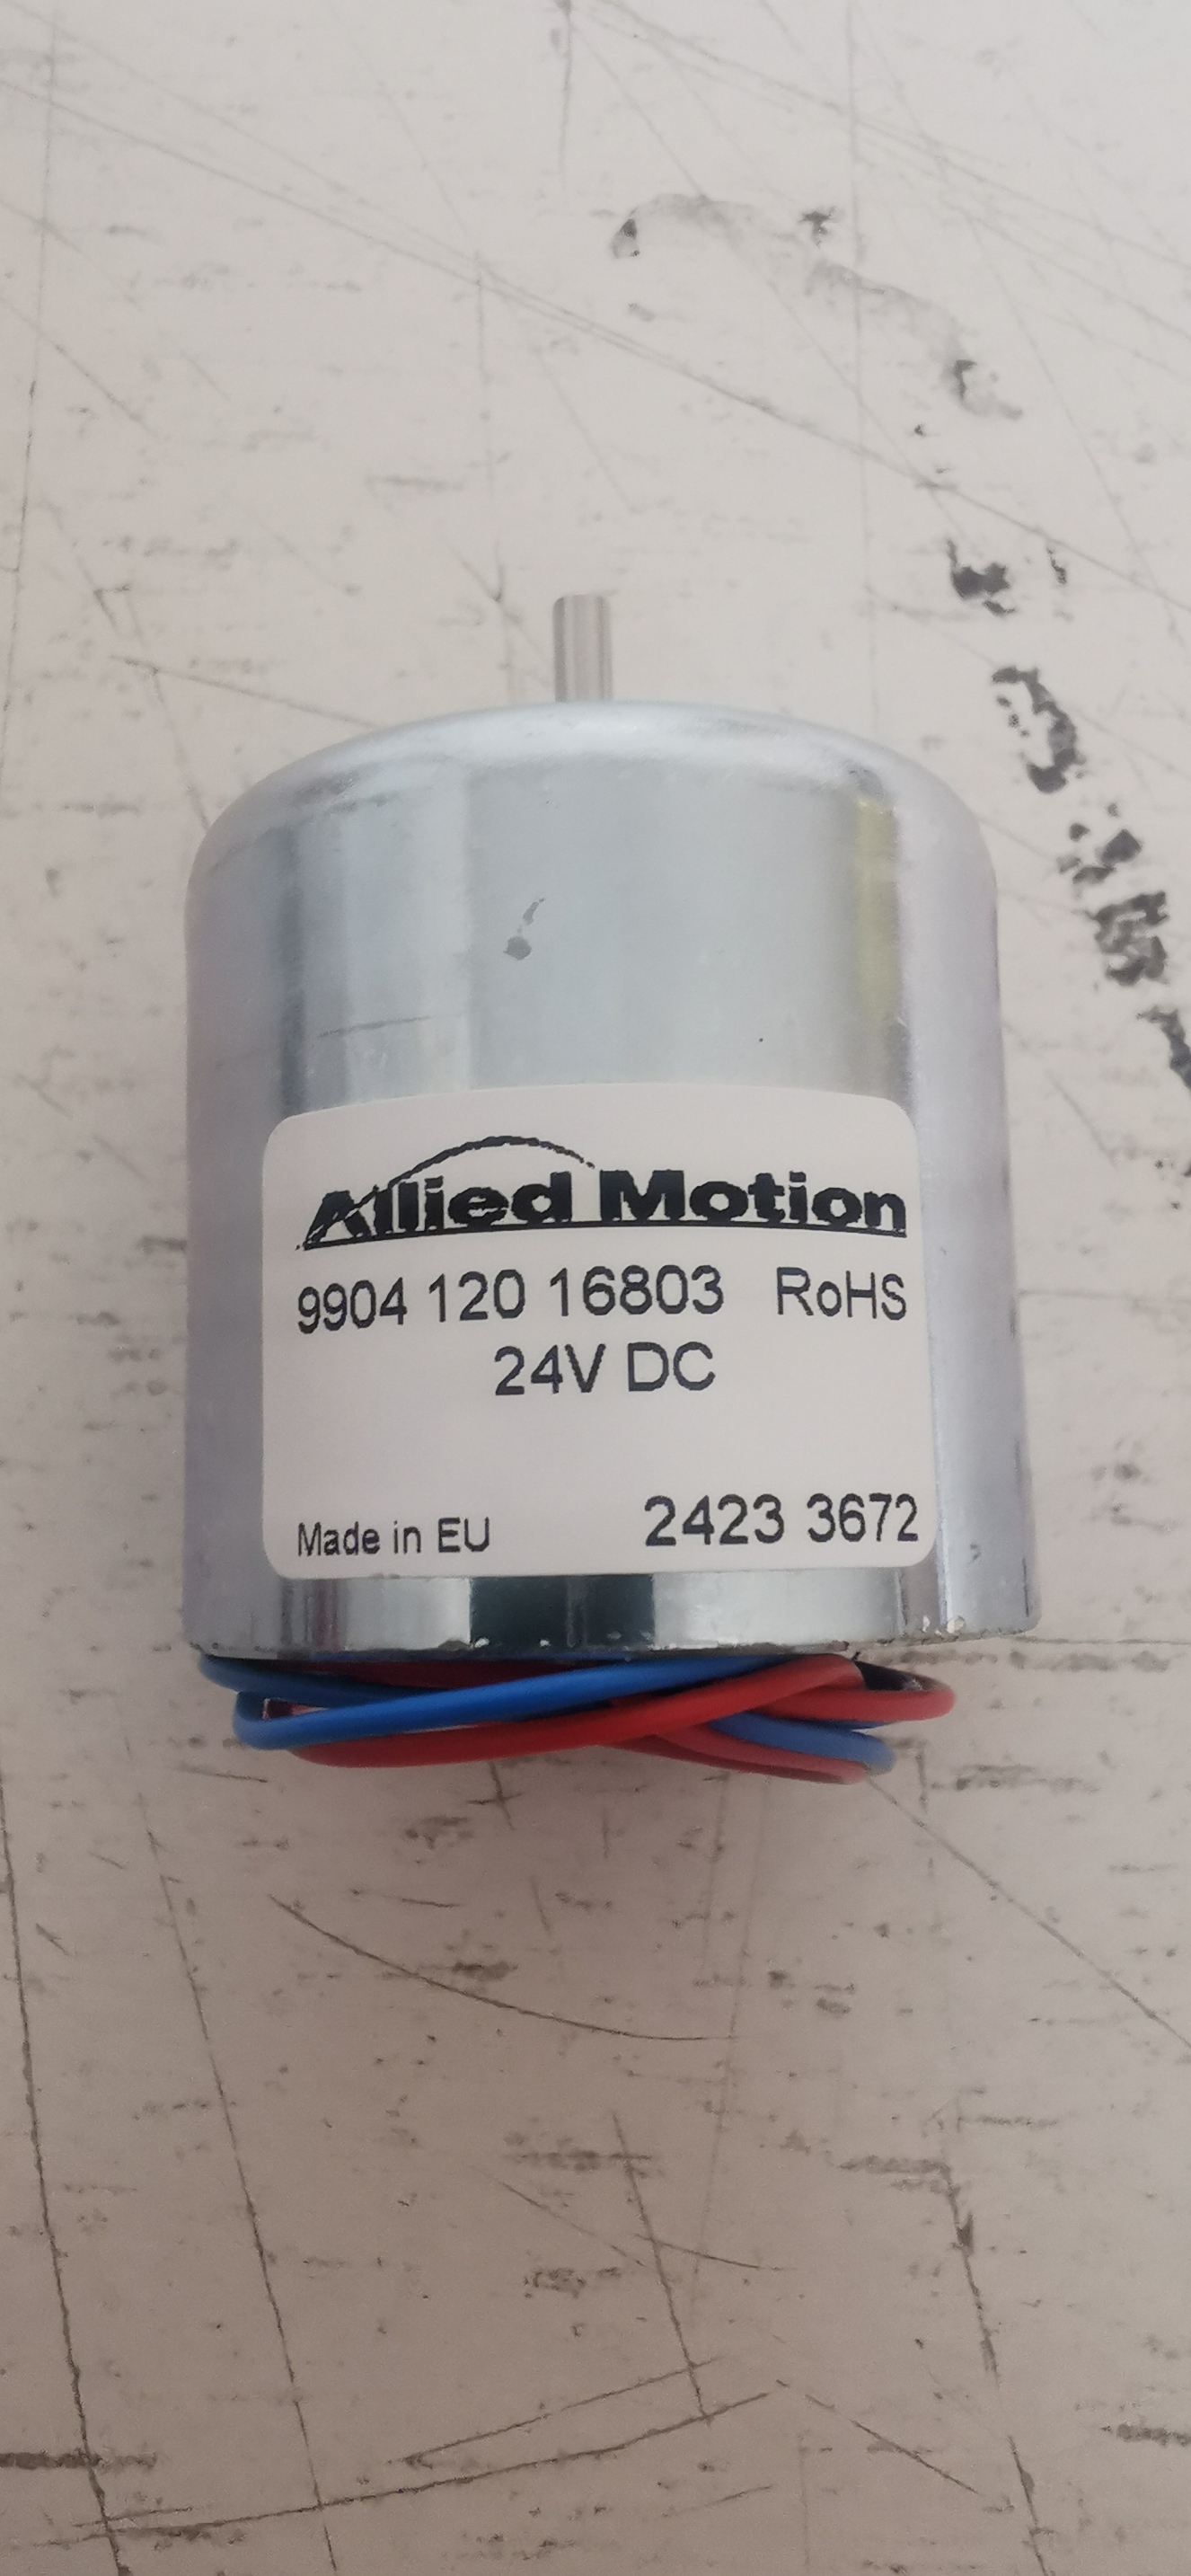 Allied Motion
9904 120 16803 RoHS
24V DC
Made in EU 2423 3672